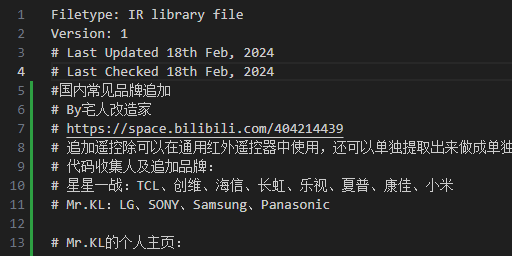 1 Filetype: IR library file
2 Version: 1
3 # Last Updated 18th Feb, 2024
4 # Last Checked 18th Feb, 2024
5 #国内常见品牌追加
6 # By宅人改造家
7 # https://space.bilibili.com/404214439
8 # 追加遥控除可以在通用红外遥控器中使用，还可以单独提取出来做成单独
9 # 代码收集人及追加品牌：
10 # 星星一战：TCL、创维、海信、长虹、乐视、夏普、康佳、小米
11 # Mr.KL：LG、SONY、Samsung、Panasonic
12
13 # Mr.KL的个人主页：